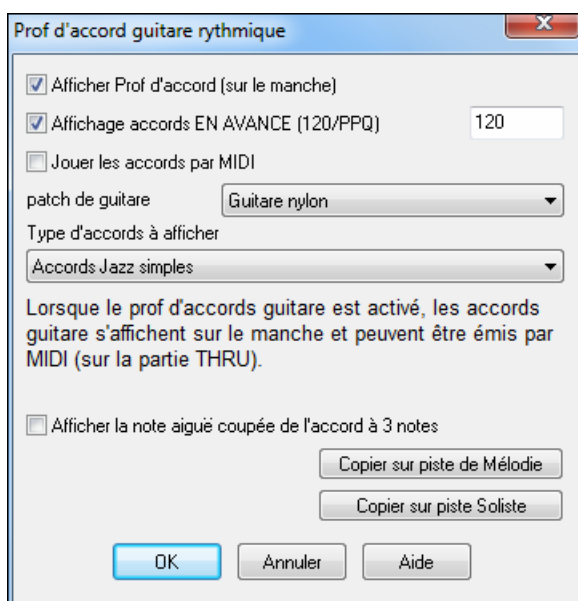 Prof d'accord guitare rythmique
Afficher Prof d'accord (sur le manche)
Affichage accords EN AVANCE (120/PPQ) 120
Jouer les accords par MIDI
patch de guitare Guitare nylon
Type d'accords à afficher
Accords Jazz simples
Lorsque le prof d'accords guitare est activé, les accords
guitare s'affichent sur le manche et peuvent être émis par
MIDI (sur la partie THRU).
Afficher la note aiguë coupée de l'accord à 3 notes
Copier sur piste de Mélodie
Copier sur piste Soliste
OK Annuler Aide